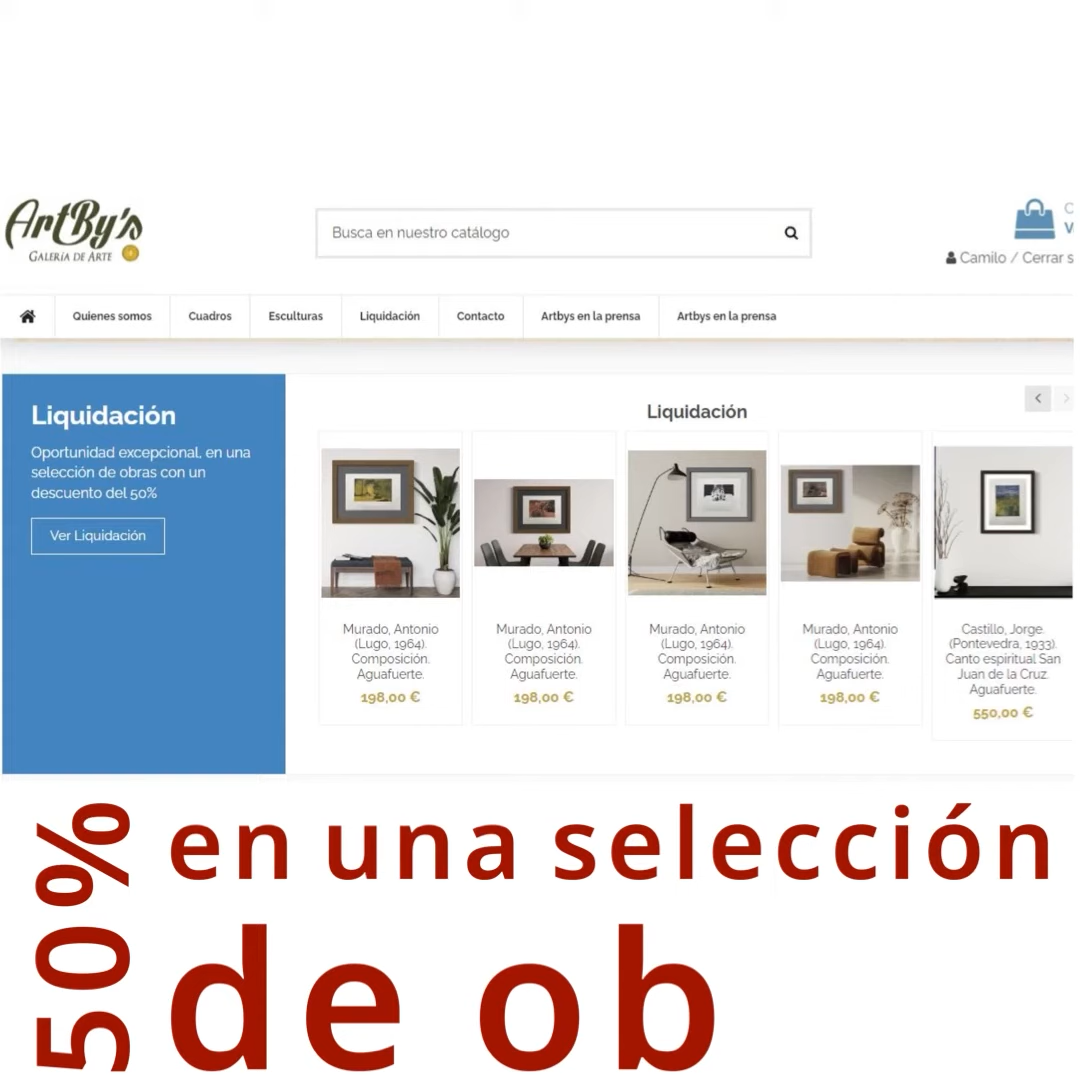 ArtBy's
GALERÍA DE ARTE
Busca en nuestro catálogo
Camilo / Cerrar s
Quienes somos
Cuadros
Esculturas
Liquidación
Contacto
Artbys en la prensa
Artbys en la prensa
Liquidación
Oportunidad excepcional, en una
selección de obras con un
descuento del 50%
Ver Liquidación
Liquidación
Murado, Antonio
(Lugo, 1964).
Composición.
Aguafuerte.
198,00 €
Murado, Antonio
(Lugo, 1964).
Composición.
Aguafuerte.
198,00 €
Murado, Antonio
(Lugo, 1964).
Composición.
Aguafuerte.
198,00 €
Murado, Antonio
(Lugo, 1964).
Composición.
Aguafuerte.
198,00 €
Castillo, Jorge.
(Pontevedra, 1933).
Canto espiritual San
Juan de la Cruz.
Aguafuerte.
550,00 €
50%
en una selección
de ob